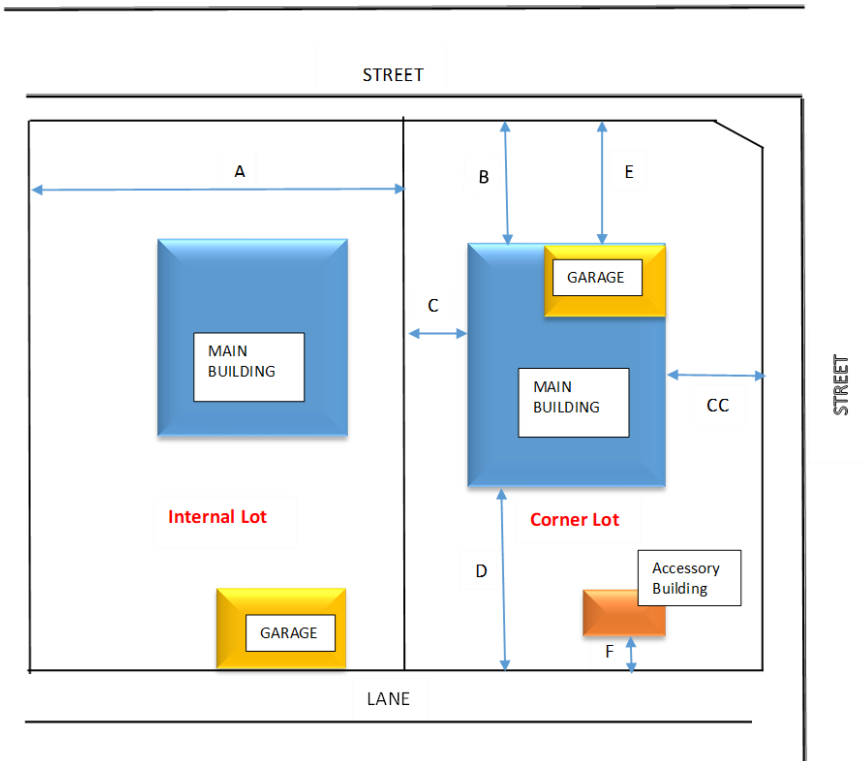 STREET
A
B
E
GARAGE
C
MAIN
BUILDING
STREET
MAIN
BUILDING
CC
Internal Lot
Corner Lot
D
Accessory
Building
GARAGE
F
LANE